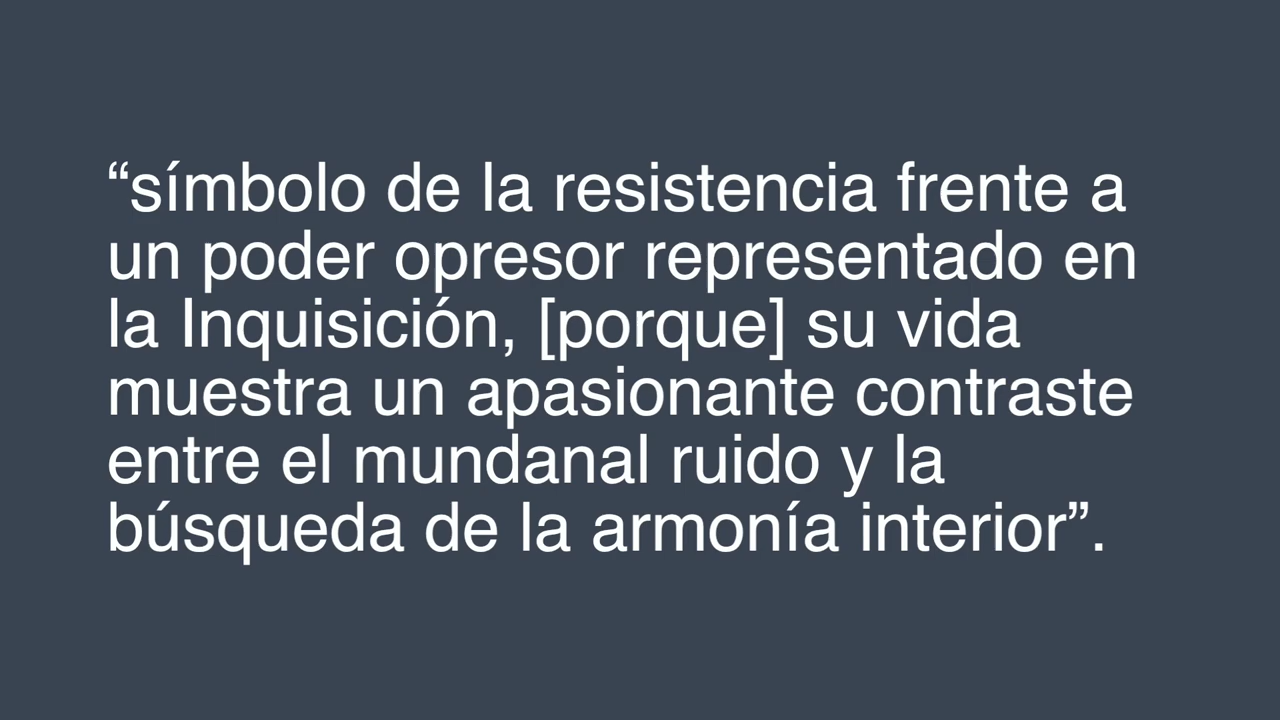 “símbolo de la resistencia frente a
un poder opresor representado en
la Inquisición, [porque] su vida
muestra un apasionante contraste
entre el mundanal ruido y la
búsqueda de la armonía interior”.